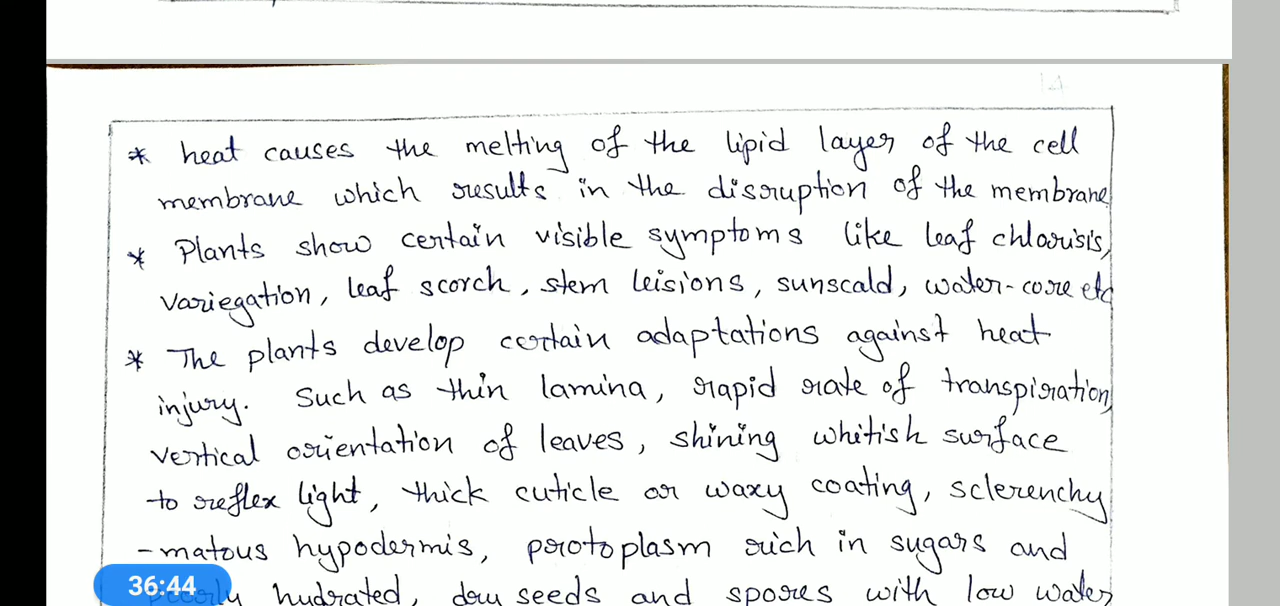 14
* heat causes the melting of the lipid layer of the cell
membrane which results in the disruption of the membrane
* Plants show certain visible symptoms like leaf chlorisis,
variegation, leaf scorch, stem leisions, sunscald, water-core etc
* The plants develop certain adaptations against heat
injury. Such as thin lamina, rapid rate of transpiration,
vertical orientation of leaves, shining whitish surface
to reflex light, thick cuticle or waxy coating, sclerenchy
-matous hypodermis, protoplasm rich in sugars and
hydrated, dry seeds and spores with low water
36:44